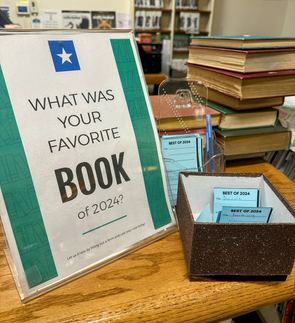 WHAT WAS
YOUR
FAVORITE
BOOK
of 2024?
BEST OF 2024
BEST OF 2024
BEST OF 2024